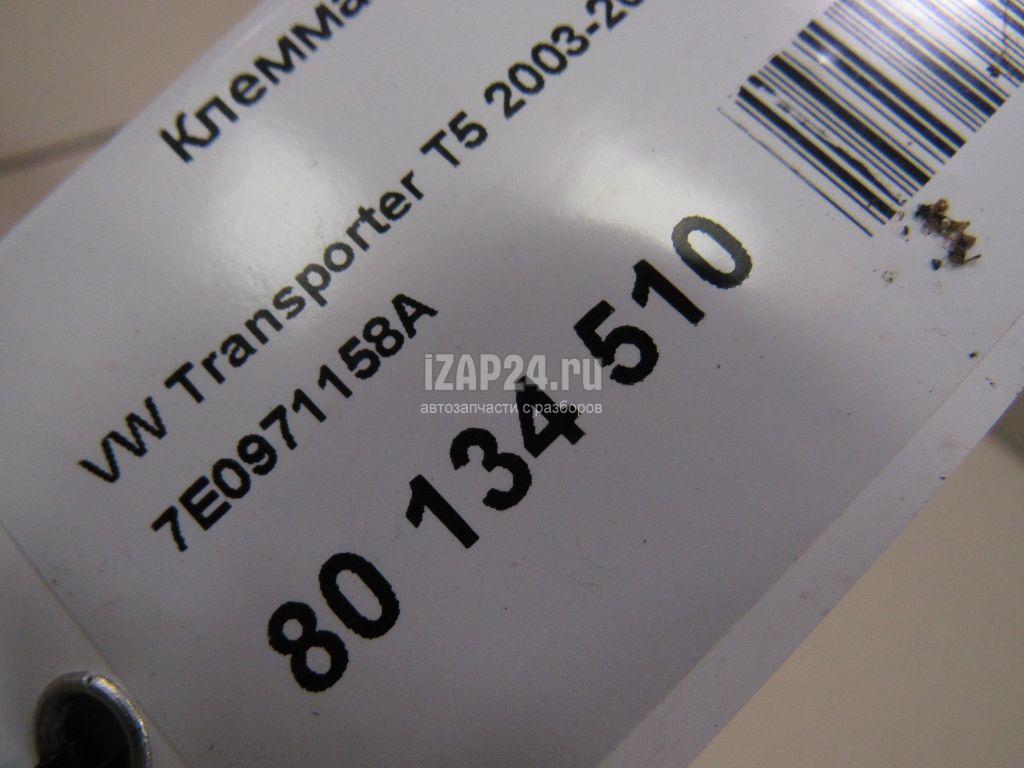 Клемма
VW Transporter T5 2003-20
7E0971158A
80 134 510
iZAP24.ru
автозапчасти с разборов